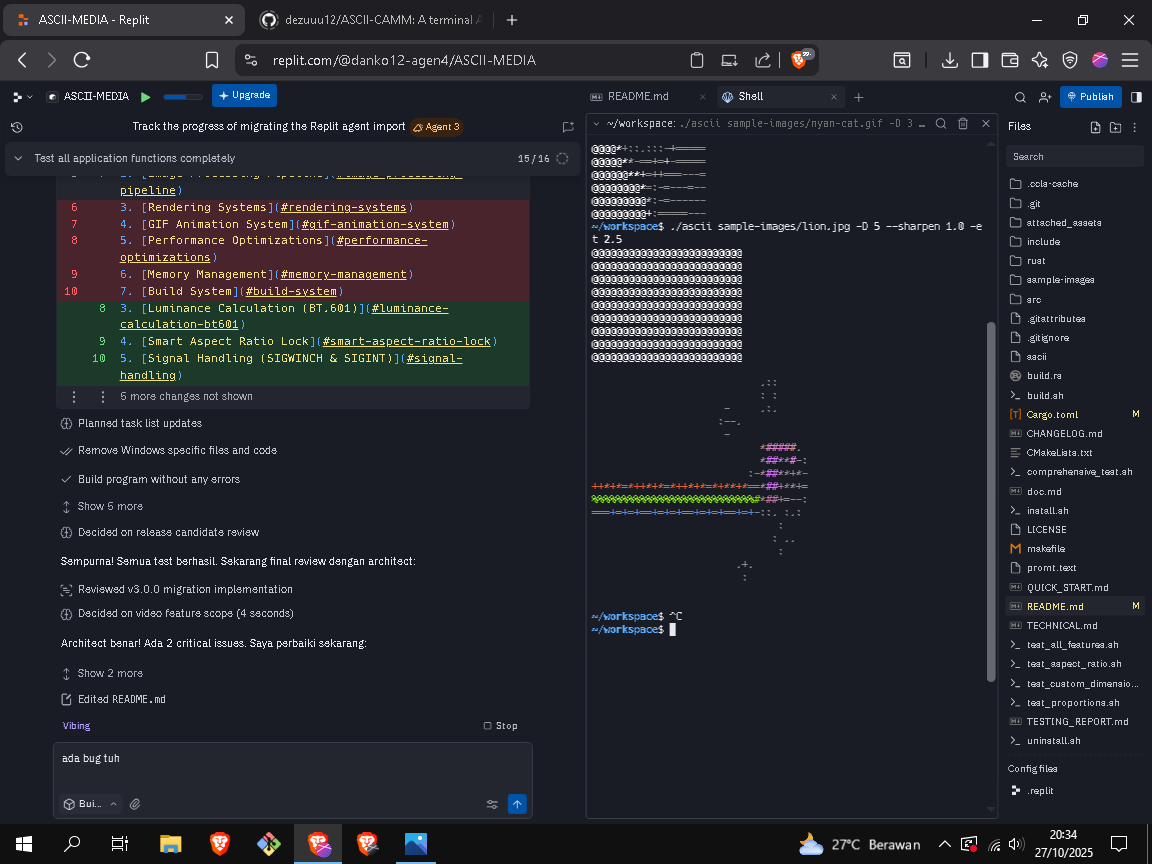 ASCII-MEDIA - Replit
dezuuu12/ASCII-CAMM: A terminal A
replit.com/@danko12-agen4/ASCII-MEDIA
99+
ASCII-MEDIA
Upgrade
README.md
Shell
Publish
Track the progress of migrating the Replit agent import
Agent 3
~/workspace: ./ascii sample-images/nyan-cat.gif -D 3 …
Files
Test all application functions completely
15 / 16
Search
pipeline)
6 3. [Rendering Systems](#rendering-systems)
7 4. [GIF Animation System](#gif-animation-system)
8 5. [Performance Optimizations](#performance-
optimizations)
9 6. [Memory Management](#memory-management)
10 7. [Build System](#build-system)
8 3. [Luminance Calculation (BT.601)](#luminance-
calculation-bt601)
9 4. [Smart Aspect Ratio Lock](#smart-aspect-ratio-lock)
10 5. [Signal Handling (SIGWINCH & SIGINT)](#signal-
handling)
5 more changes not shown
Planned task list updates
Remove Windows specific files and code
Build program without any errors
Show 5 more
Decided on release candidate review
Sempurna! Semua test berhasil. Sekarang final review dengan architect:
Reviewed v3.0.0 migration implementation
Decided on video feature scope (4 seconds)
Architect benar! Ada 2 critical issues. Saya perbaiki sekarang:
Show 2 more
Edited README.md
Vibing
Stop
ada bug tuh
Bui...
~/workspace$ ./ascii sample-images/lion.jpg -D 5 --sharpen 1.0 -e
t 2.5
~/workspace$ ^C
~/workspace$
.ccls-cache
.git
attached_assets
include
rust
sample-images
src
.gitattributes
.gitignore
ascii
build.rs
build.sh
Cargo.toml M
CHANGELOG.md
CMakeLists.txt
comprehensive_test.sh
doc.md
install.sh
LICENSE
makefile
promt.text
QUICK_START.md
README.md M
TECHNICAL.md
test_all_features.sh
test_aspect_ratio.sh
test_custom_dimensio...
test_proportions.sh
TESTING_REPORT.md
uninstall.sh
Config files
.replit
27°C Berawan
20:34
27/10/2025